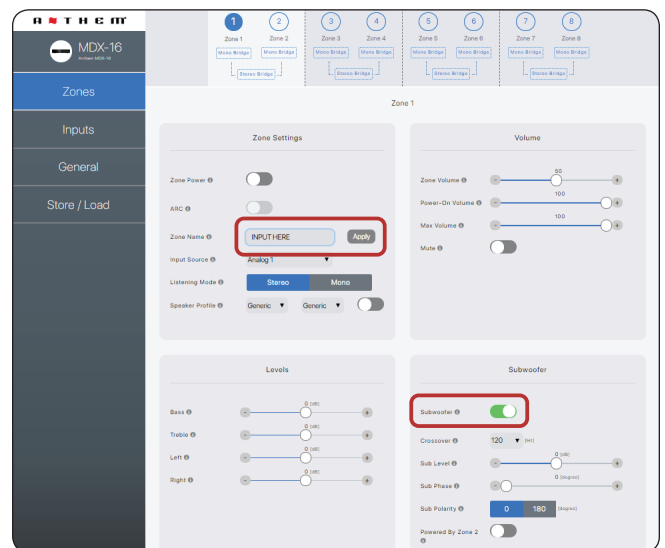 ANTHEM
MDX-16
Anthem MDX-16
Zones
Inputs
General
Store / Load
1 2 3 4 5 6 7 8
Zone 1 Zone 2 Zone 3 Zone 4 Zone 5 Zone 6 Zone 7 Zone 8
Mono Bridge Mono Bridge Mono Bridge Mono Bridge Mono Bridge Mono Bridge Mono Bridge Mono Bridge
Stereo Bridge Stereo Bridge Stereo Bridge Stereo Bridge
Zone 1
Zone Settings
Zone Power
ARC
Zone Name INPUT HERE Apply
Input Source Analog 1
Listening Mode Stereo Mono
Speaker Profile Generic Generic
Volume
Zone Volume - 50 +
Power-On Volume - 100 +
Max Volume - 100 +
Mute
Levels
Bass - 0 [dB] +
Treble - 0 [dB] +
Left - 0 [dB] +
Right - 0 [dB] +
Subwoofer
Subwoofer
Crossover 120 [Hz]
Sub Level - 0 [dB] +
Sub Phase - 0 [degree] +
Sub Polarity 0 180 [degree]
Powered By Zone 2